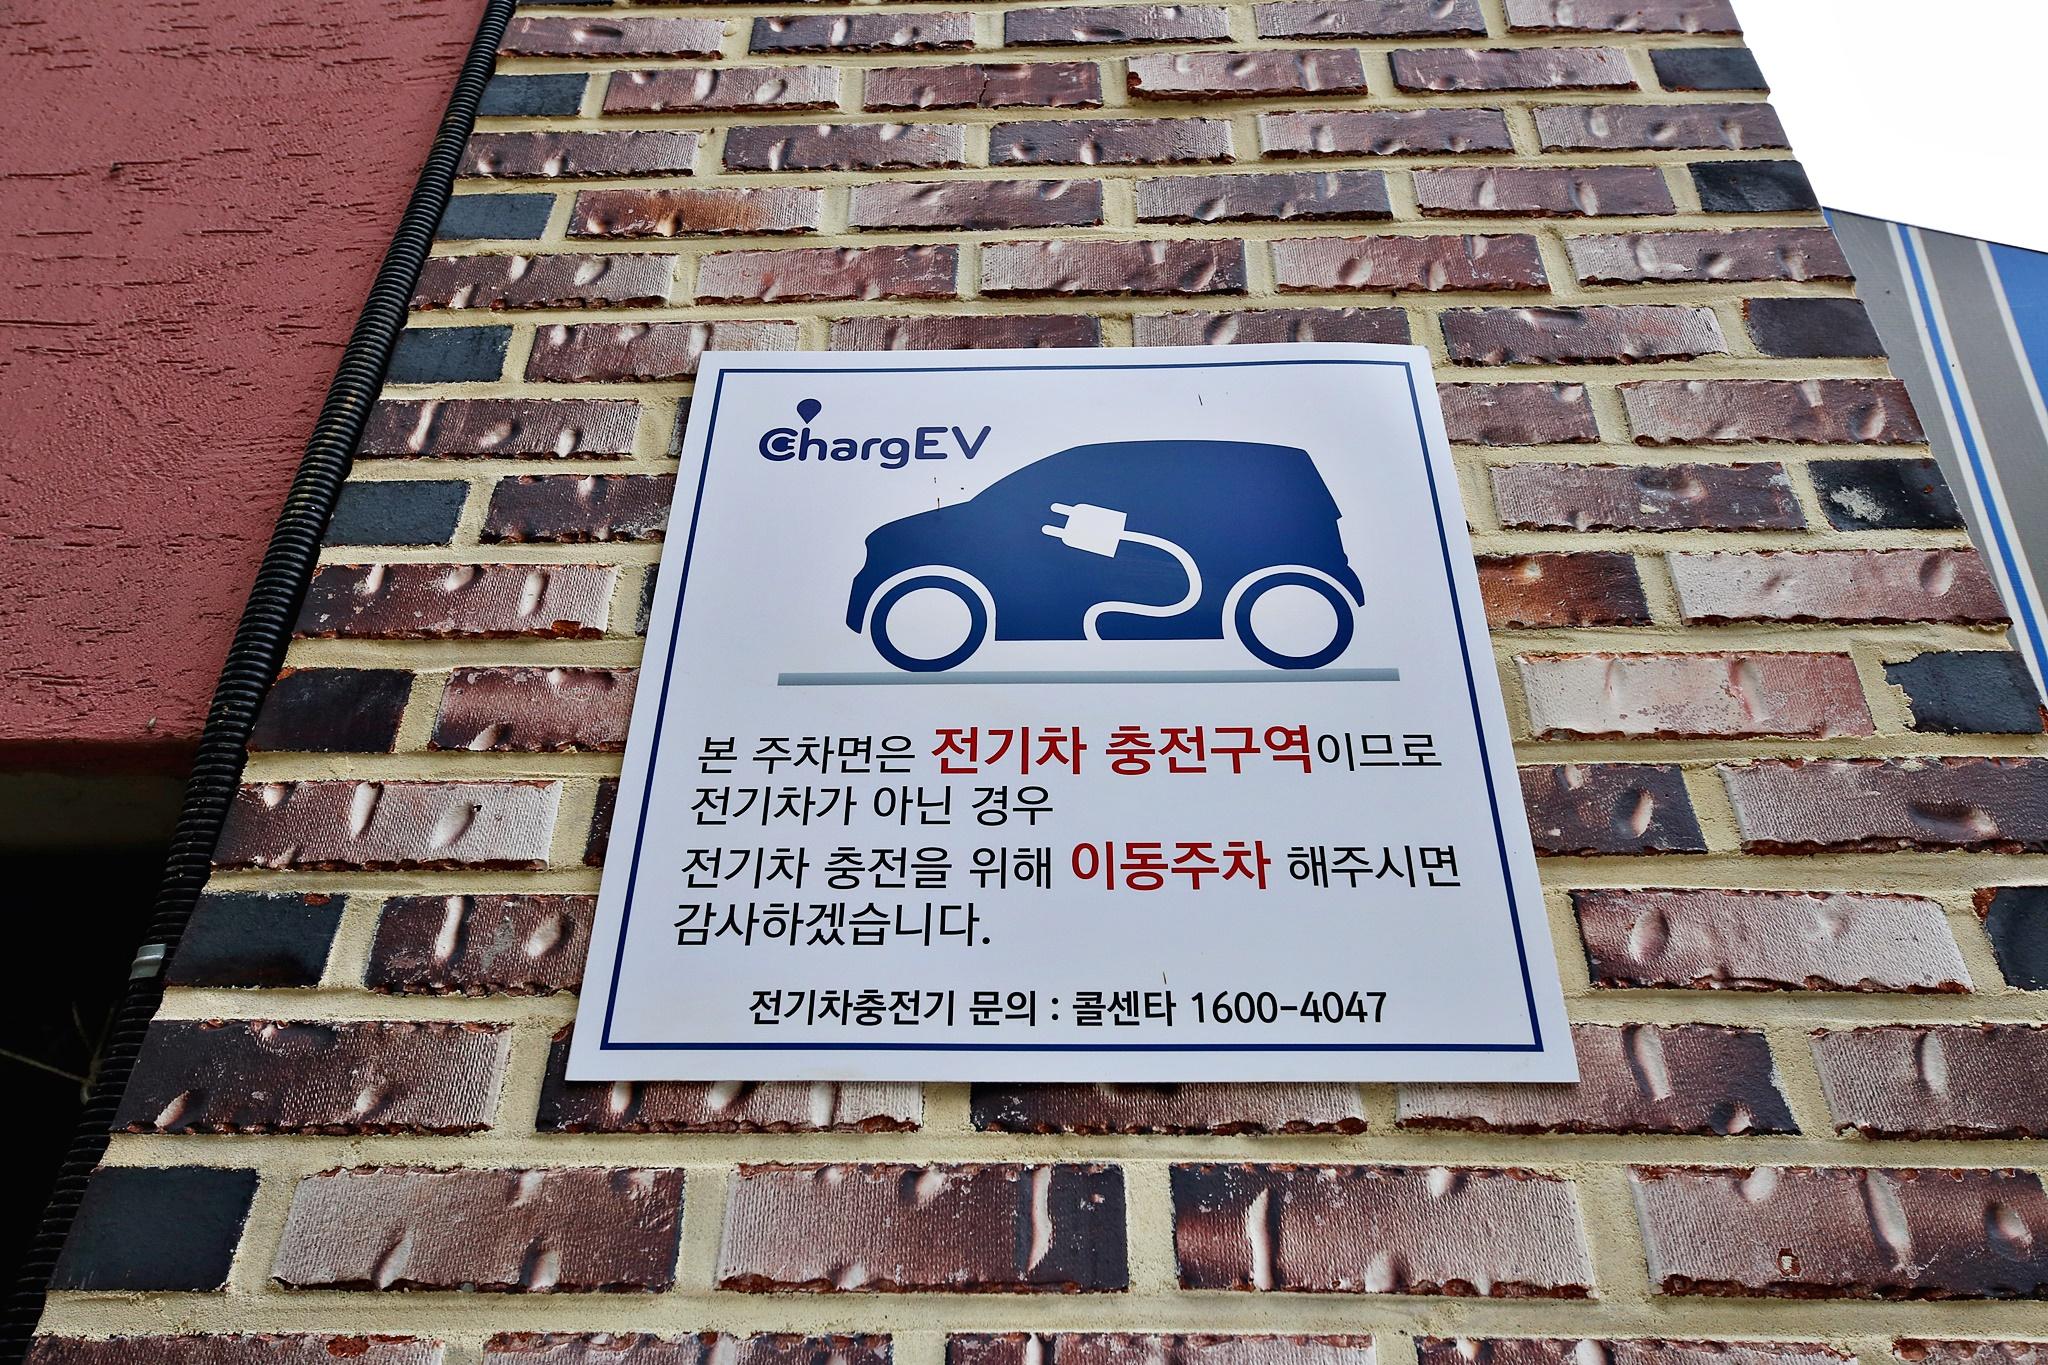 ChargEV
본 주차면은 전기차 충전구역이므로
전기차가 아닌 경우
전기차 충전을 위해 이동주차 해주시면
감사하겠습니다.
전기차충전기 문의 : 콜센타 1600-4047